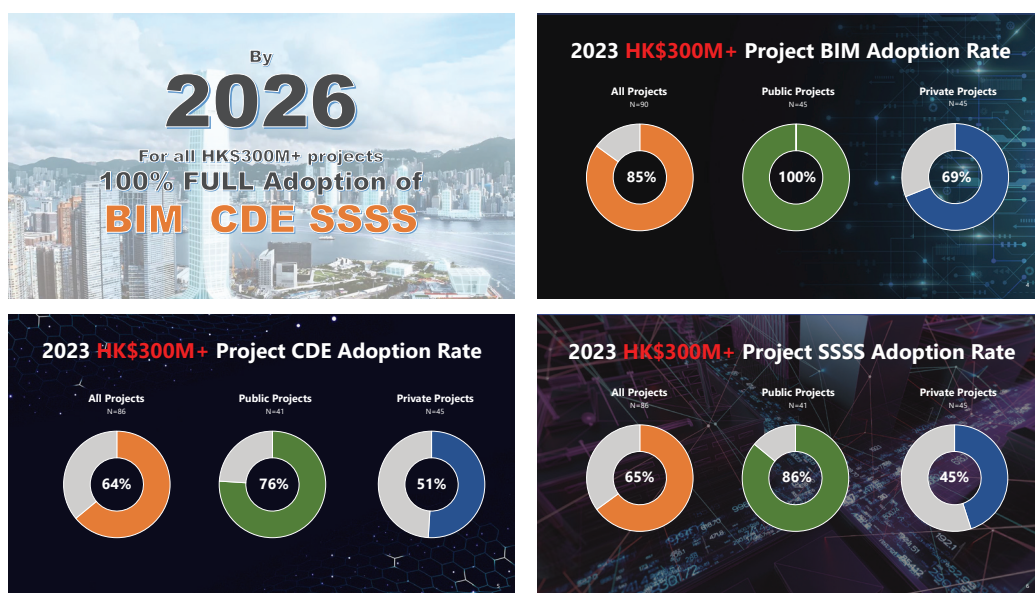 By
2026
For all HK$300M+ projects
100% FULL Adoption of
BIM CDE SSSS
2023 HK$300M+ Project BIM Adoption Rate
All Projects
N=90
85%
Public Projects
N=45
100%
Private Projects
N=45
69%
4
2023 HK$300M+ Project CDE Adoption Rate
All Projects
N=86
64%
Public Projects
N=41
76%
Private Projects
N=45
51%
5
2023 HK$300M+ Project SSSS Adoption Rate
All Projects
N=86
65%
Public Projects
N=41
86%
Private Projects
N=45
45%
6